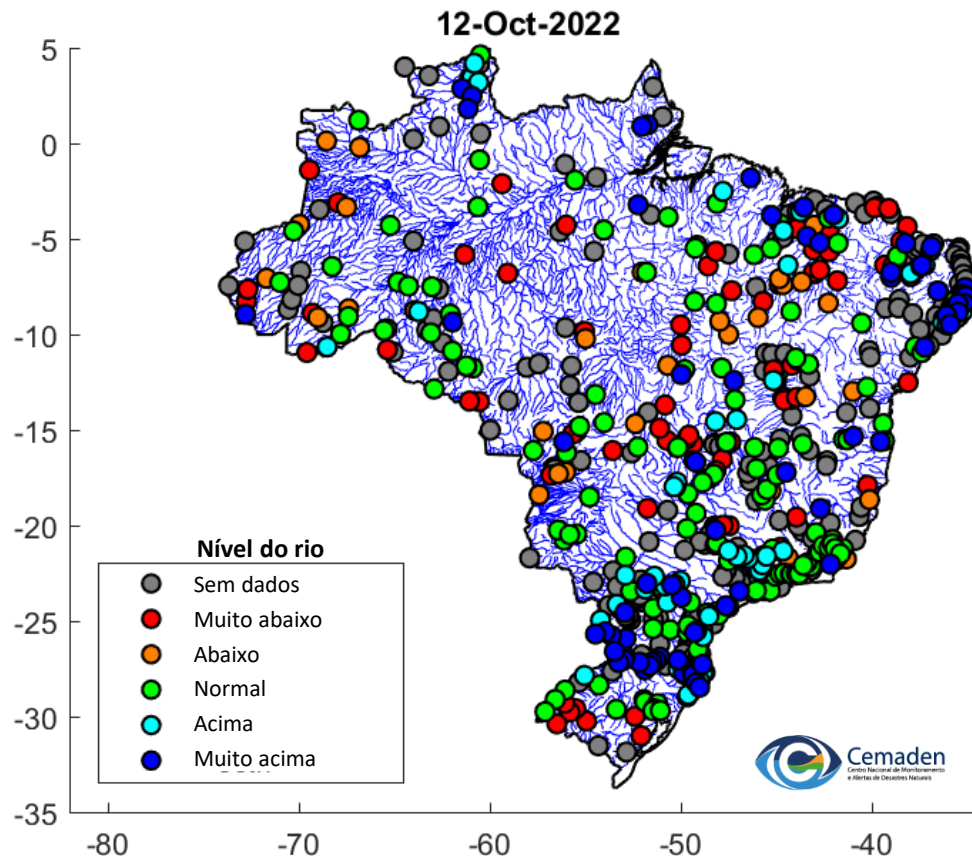 12-Oct-2022
5
0
-5
-10
-15
-20
-25
-30
-35
Nível do rio
Sem dados
Muito abaixo
Abaixo
Normal
Acima
Muito acima
Cemaden
Centro Nacional de Monitoramento
e Alertas de Desastres Naturais
-80
-70
-60
-50
-40